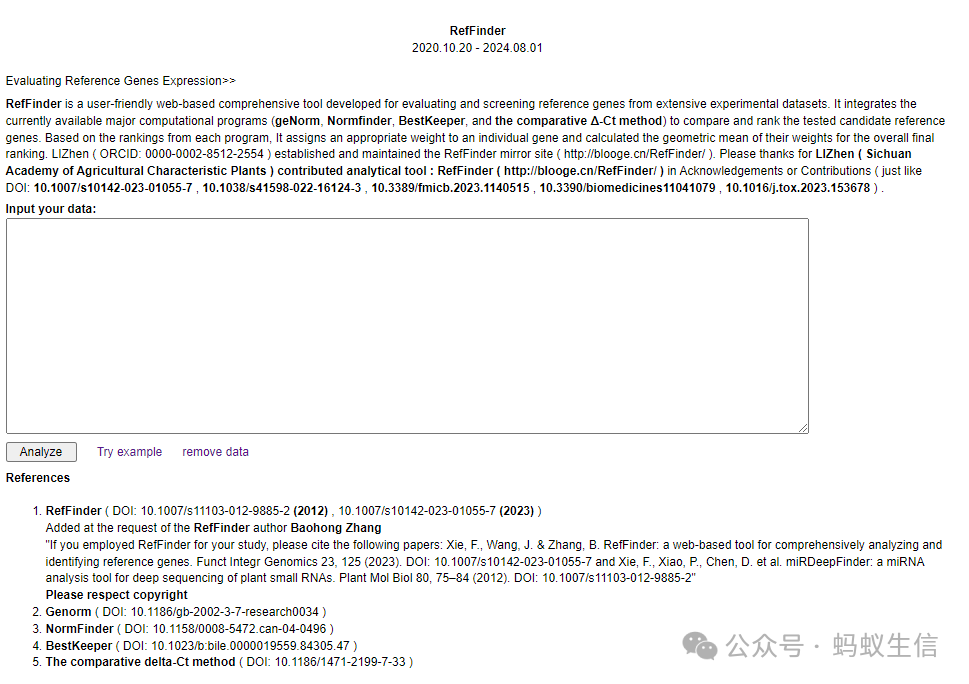 RefFinder
2020.10.20 - 2024.08.01
Evaluating Reference Genes Expression>>
RefFinder is a user-friendly web-based comprehensive tool developed for evaluating and screening reference genes from extensive experimental datasets. It integrates the
currently available major computational programs (geNorm, Normfinder, BestKeeper, and the comparative Δ-Ct method) to compare and rank the tested candidate reference
genes. Based on the rankings from each program, It assigns an appropriate weight to an individual gene and calculated the geometric mean of their weights for the overall final
ranking. LIZhen ( ORCID: 0000-0002-8512-2554 ) established and maintained the RefFinder mirror site ( http://blooge.cn/RefFinder/ ). Please thanks for LIZhen ( Sichuan
Academy of Agricultural Characteristic Plants ) contributed analytical tool : RefFinder ( http://blooge.cn/RefFinder/ ) in Acknowledgements or Contributions ( just like
DOI: 10.1007/s10142-023-01055-7 , 10.1038/s41598-022-16124-3 , 10.3389/fmicb.2023.1140515 , 10.3390/biomedicines11041079 , 10.1016/j.tox.2023.153678 ) .
Input your data:
Analyze Try example remove data
References
1. RefFinder ( DOI: 10.1007/s11103-012-9885-2 (2012) , 10.1007/s10142-023-01055-7 (2023) )
Added at the request of the RefFinder author Baohong Zhang
"If you employed RefFinder for your study, please cite the following papers: Xie, F., Wang, J. & Zhang, B. RefFinder: a web-based tool for comprehensively analyzing and
identifying reference genes. Funct Integr Genomics 23, 125 (2023). DOI: 10.1007/s10142-023-01055-7 and Xie, F., Xiao, P., Chen, D. et al. miRDeepFinder: a miRNA
analysis tool for deep sequencing of plant small RNAs. Plant Mol Biol 80, 75–84 (2012). DOI: 10.1007/s11103-012-9885-2"
Please respect copyright
2. Genorm ( DOI: 10.1186/gb-2002-3-7-research0034 )
3. NormFinder ( DOI: 10.1158/0008-5472.can-04-0496 )
4. BestKeeper ( DOI: 10.1023/b:bile.0000019559.84305.47 )
5. The comparative delta-Ct method ( DOI: 10.1186/1471-2199-7-33 )
公众号 · 蚂蚁生信